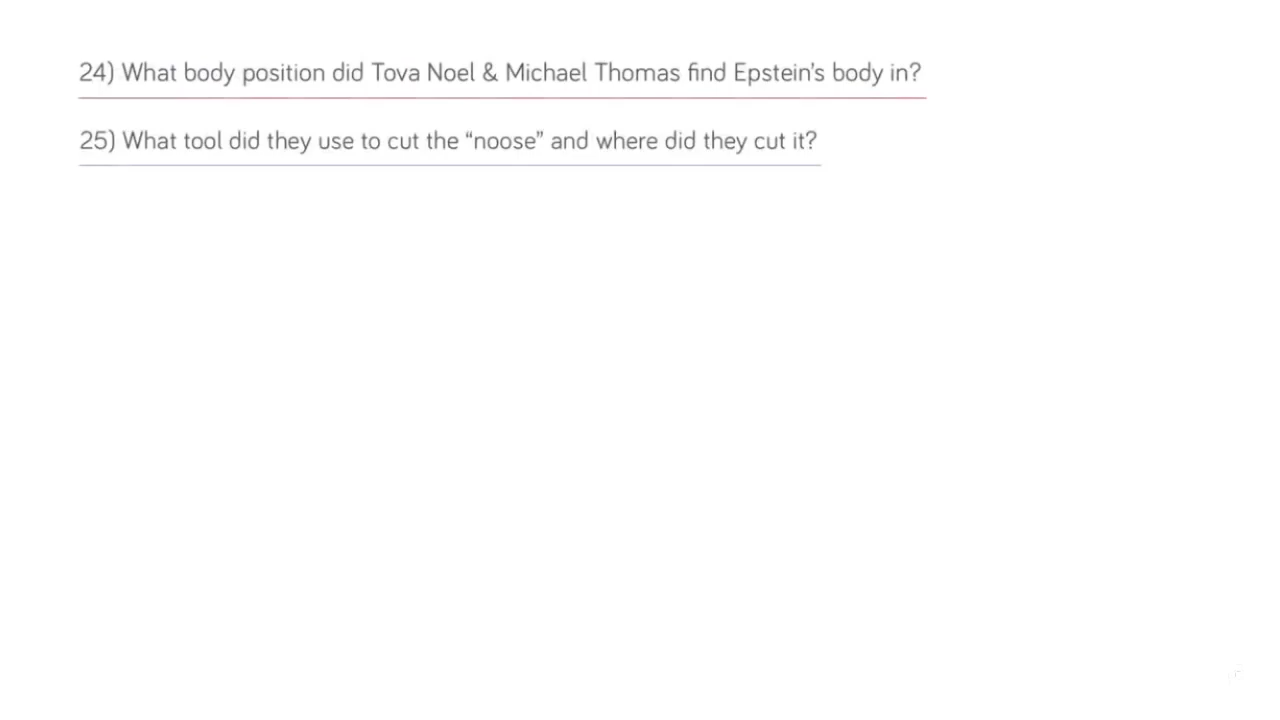 24) What body position did Tova Noel & Michael Thomas find Epstein’s body in?
25) What tool did they use to cut the “noose” and where did they cut it?